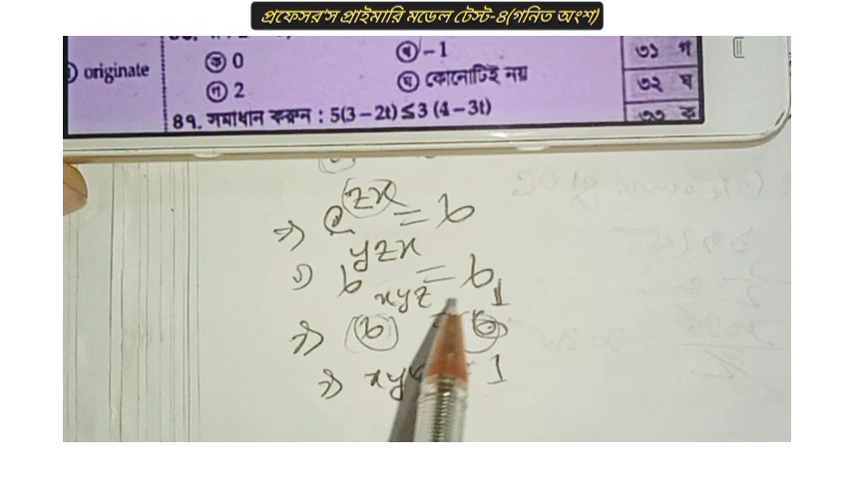 প্রফেসর'স প্রাইমারি মডেল টেস্ট-৪(গনিত অংশ)
originate
ক 0
খ -1
গ 2
ঘ কোনোটিই নয়
৪৭. সমাধান করুন : 5(3 – 2t) ≤ 3 (4 – 3t)
৩১ গ
৩২ ঘ
৩৩ ক
⇒ c^{zx} = b
⇒ b^{yzx} = b
⇒ (b)^{xyz} = (b)^{1}
⇒ xyz = 1